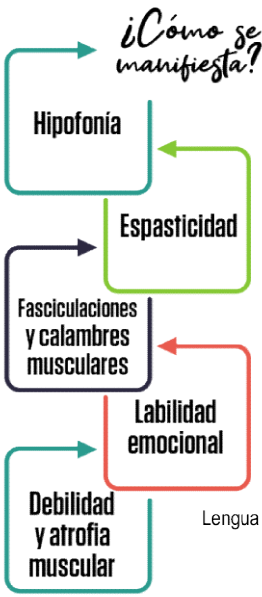 ¿Cómo se
manifiesta?
Hipofonía
Espasticidad
Fasciculaciones
y calambres
musculares
Labilidad
emocional
Debilidad
y atrofia
muscular
Lengua